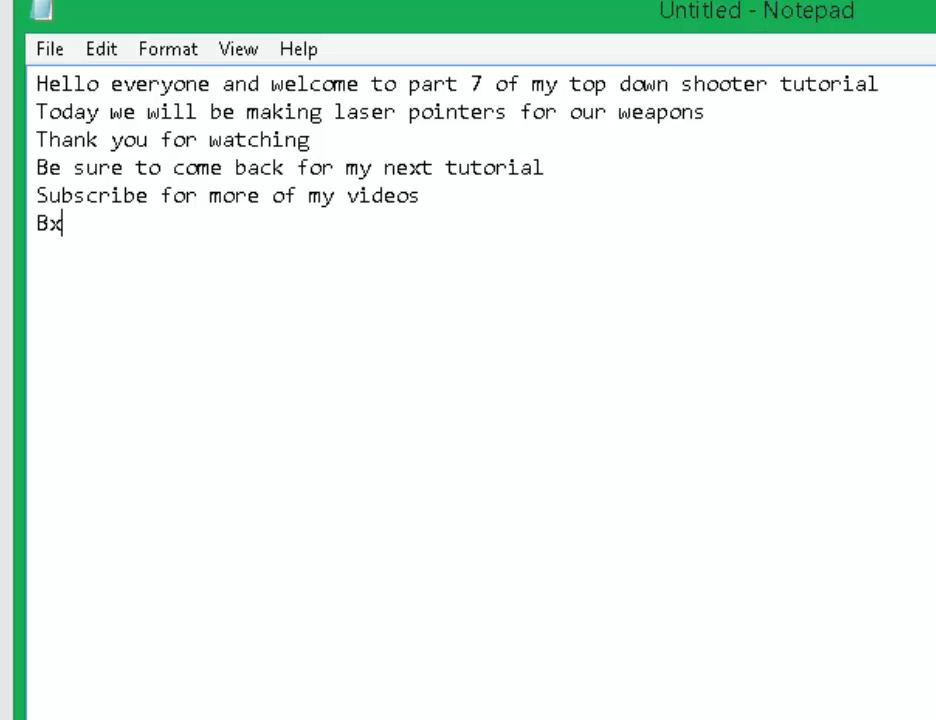 Untitled - Notepad
File Edit Format View Help
Hello everyone and welcome to part 7 of my top down shooter tutorial
Today we will be making laser pointers for our weapons
Thank you for watching
Be sure to come back for my next tutorial
Subscribe for more of my videos
Bx